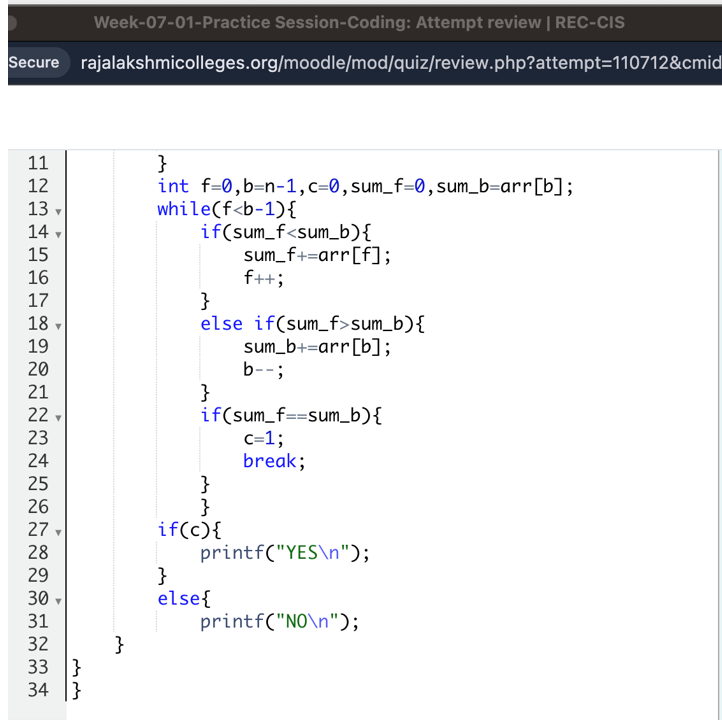 Week-07-01-Practice Session-Coding: Attempt review | REC-CIS
Secure rajalakshmicolleges.org/moodle/mod/quiz/review.php?attempt=110712&cmid
11 }
12 int f=0,b=n-1,c=0,sum_f=0,sum_b=arr[b];
13 while(f<b-1){
14 if(sum_f<sum_b){
15 sum_f+=arr[f];
16 f++;
17 }
18 else if(sum_f>sum_b){
19 sum_b+=arr[b];
20 b--;
21 }
22 if(sum_f==sum_b){
23 c=1;
24 break;
25 }
26 }
27 if(c){
28 printf("YES\n");
29 }
30 else{
31 printf("NO\n");
32 }
33 }
34 }